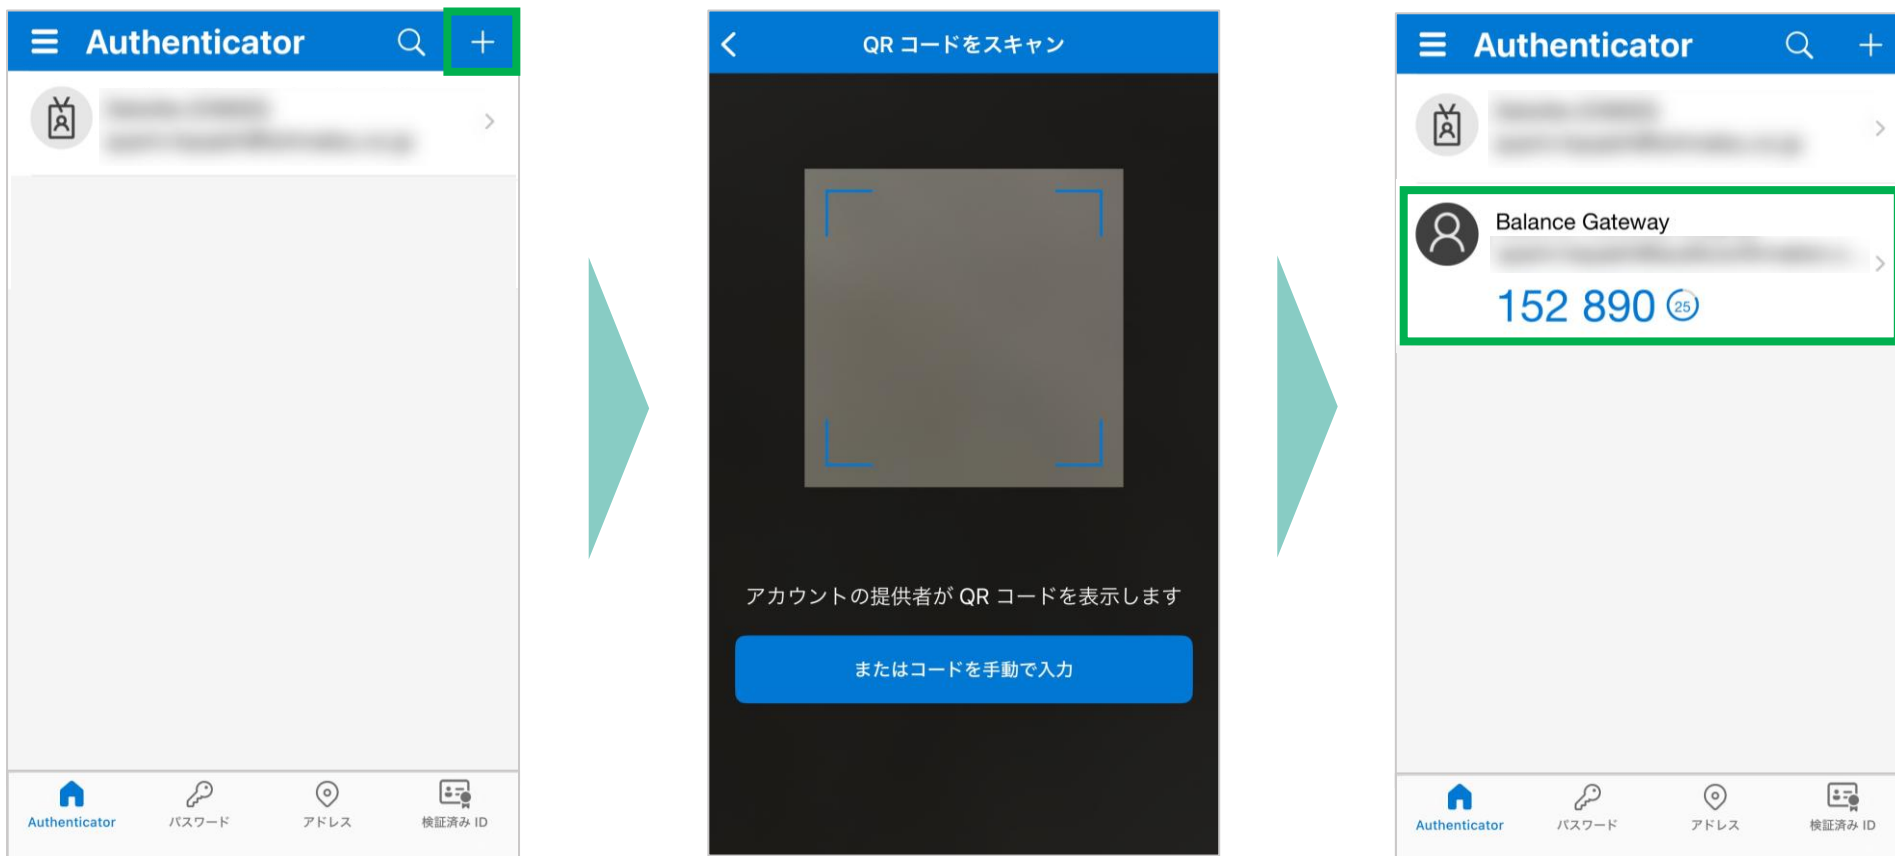 Authenticator
Authenticator
パスワード
アドレス
検証済み ID
QR コードをスキャン
アカウントの提供者が QR コードを表示します
またはコードを手動で入力
Authenticator
Balance Gateway
152 890 25
Authenticator
パスワード
アドレス
検証済み ID